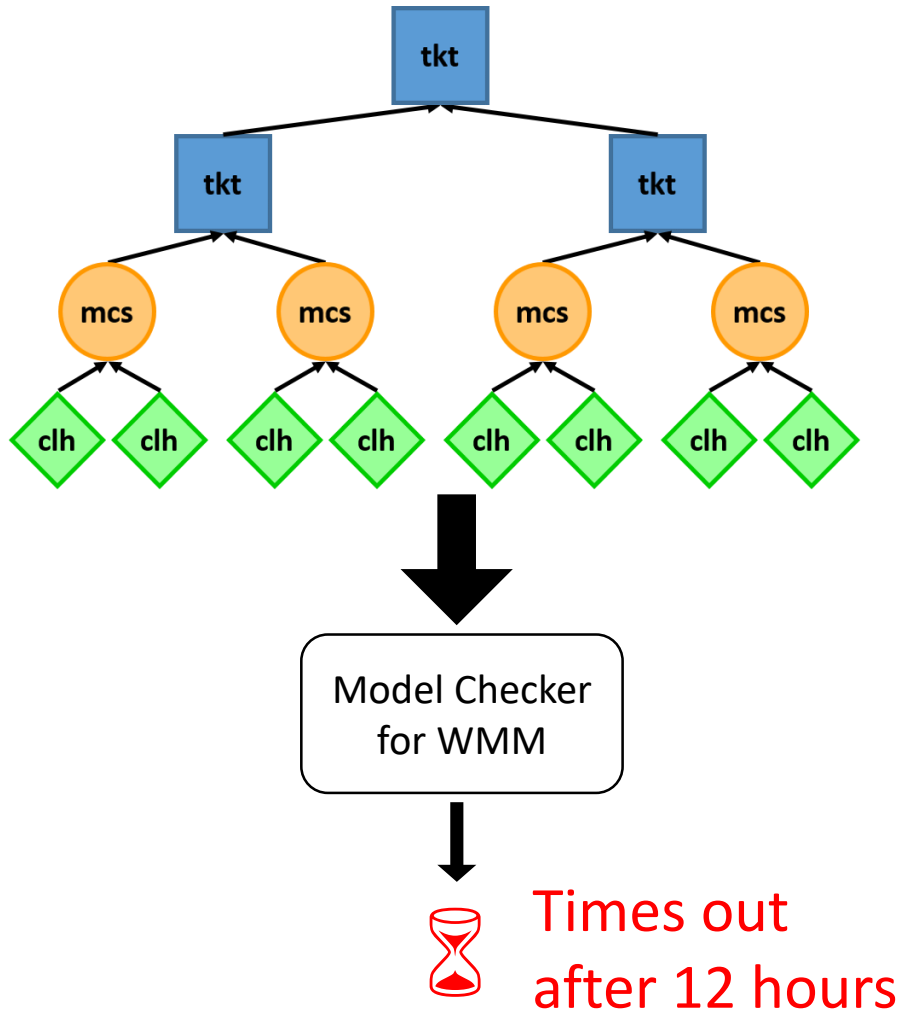 tkt
tkt tkt
mcs mcs mcs mcs
clh clh clh clh clh clh clh clh
Model Checker
for WMM
Times out
after 12 hours